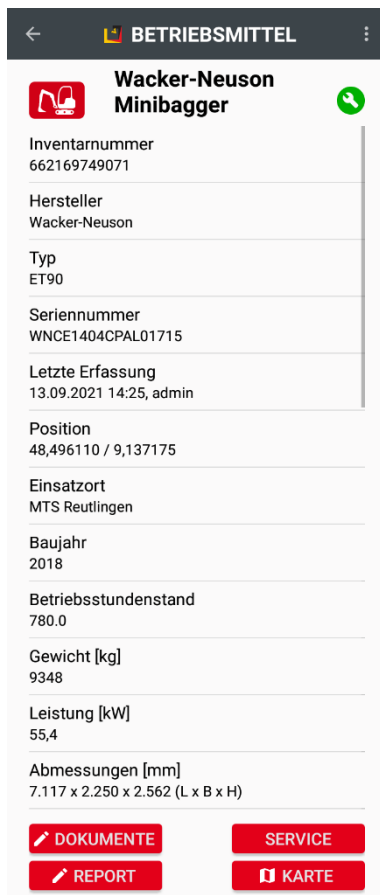 BETRIEBSMITTEL
Wacker-Neuson
Minibagger
Inventarnummer
662169749071
Hersteller
Wacker-Neuson
Typ
ET90
Seriennummer
WNCE1404CPAL01715
Letzte Erfassung
13.09.2021 14:25, admin
Position
48,496110 / 9,137175
Einsatzort
MTS Reutlingen
Baujahr
2018
Betriebsstundenstand
780.0
Gewicht [kg]
9348
Leistung [kW]
55,4
Abmessungen [mm]
7.117 x 2.250 x 2.562 (L x B x H)
DOKUMENTE
SERVICE
REPORT
KARTE